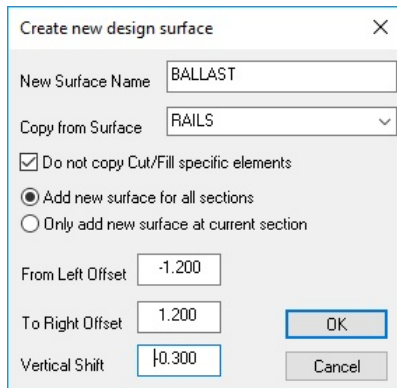 Create new design surface
New Surface Name BALLAST
Copy from Surface RAILS
Do not copy Cut/Fill specific elements
Add new surface for all sections
Only add new surface at current section
From Left Offset -1.200
To Right Offset 1.200
OK
Vertical Shift -0.300
Cancel